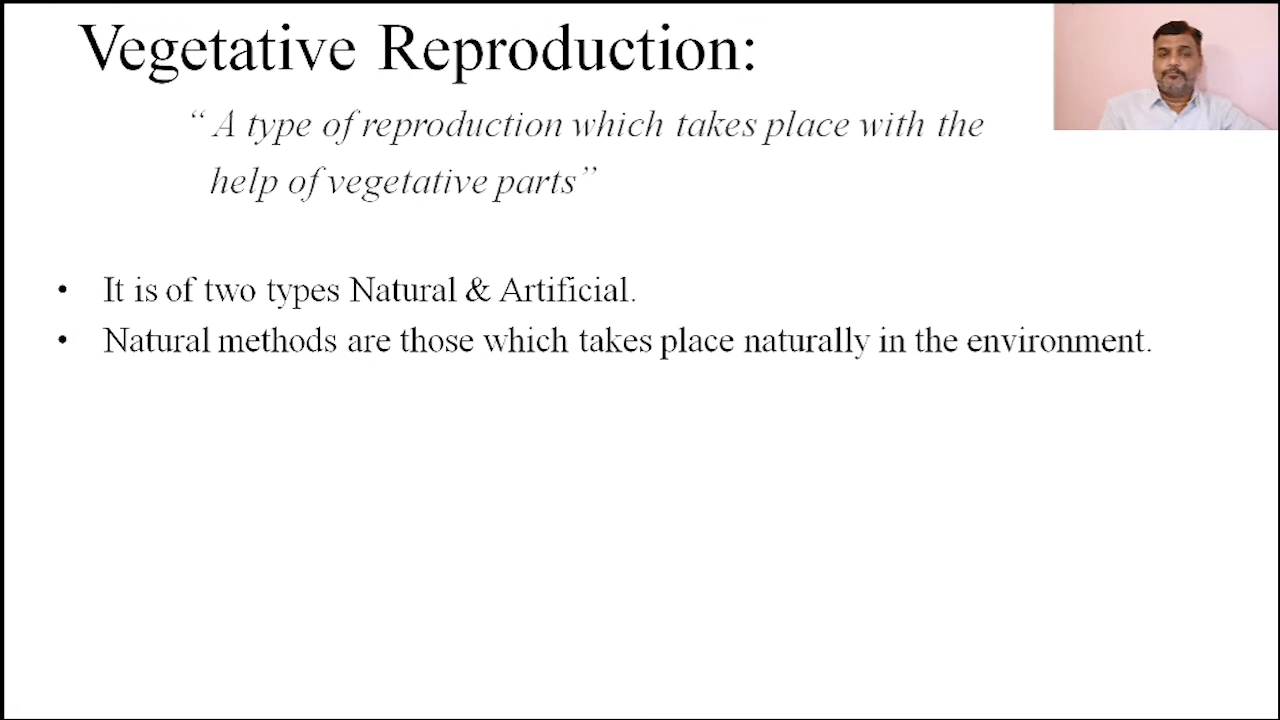 Vegetative Reproduction:
“ A type of reproduction which takes place with the
help of vegetative parts”
• It is of two types Natural & Artificial.
• Natural methods are those which takes place naturally in the environment.